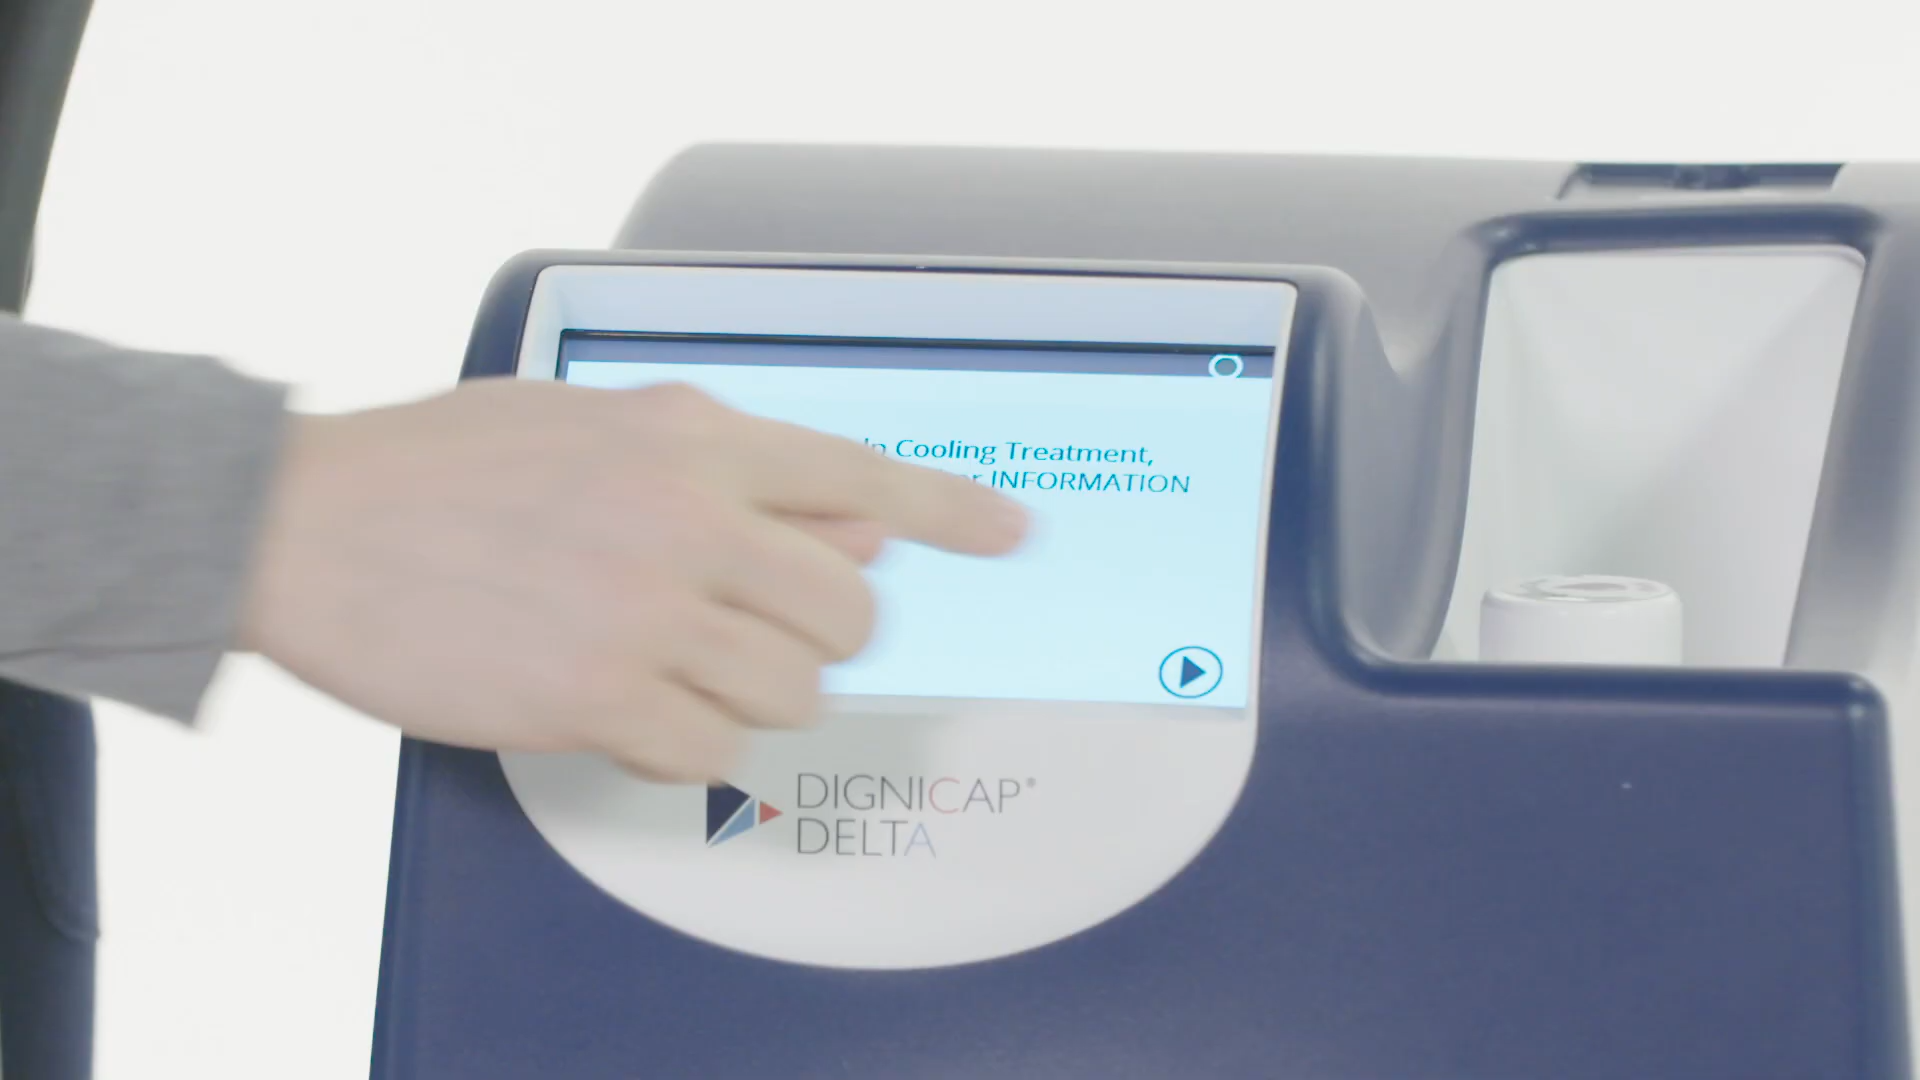 Cooling Treatment,
INFORMATION
DIGNICAP®
DELTA